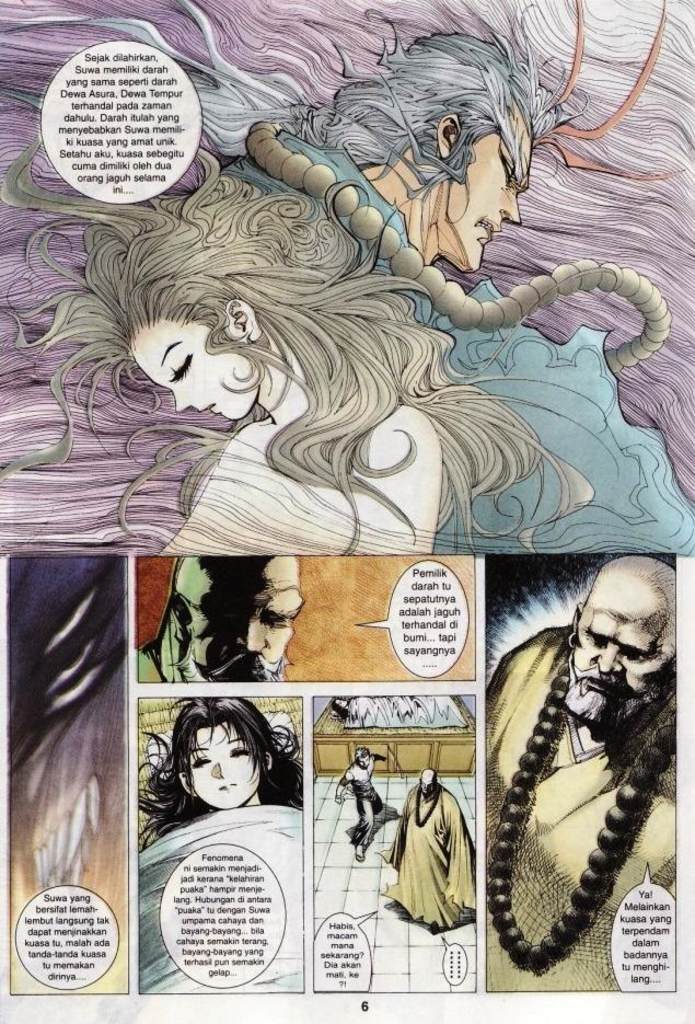 Sejak dilahirkan,
Suwa memiliki darah
yang sama seperti darah
Dewa Asura, Dewa Tempur
terhandal pada zaman
dahulu. Darah itulah yang
menyebabkan Suwa memili-
ki kuasa yang amat unik.
Setahu aku, kuasa sebegitu
cuma dimiliki oleh dua
orang jaguh selama
ini....
Pemilik
darah tu
sepatutnya
adalah jaguh
terhandal di
bumi... tapi
sayangnya
.....
Suwa yang
bersifat lemah-
lembut langsung tak
dapat menjinakkan
kuasa tu, malah ada
tanda-tanda kuasa
tu memakan
dirinya....
Fenomena
ni semakin menjadi-
jadi kerana "kelahiran
puaka" hampir menje-
lang. Hubungan di antara
"puaka" tu dengan Suwa
umpama cahaya dan
bayang-bayang... bila
cahaya semakin terang,
bayang-bayang yang
terhasil pun semakin
gelap...
Habis,
macam
mana
sekarang?
Dia akan
mati, ke
?!
Ya!
Melainkan
kuasa yang
terpendam
dalam
badannya
tu menghi-
lang....
6